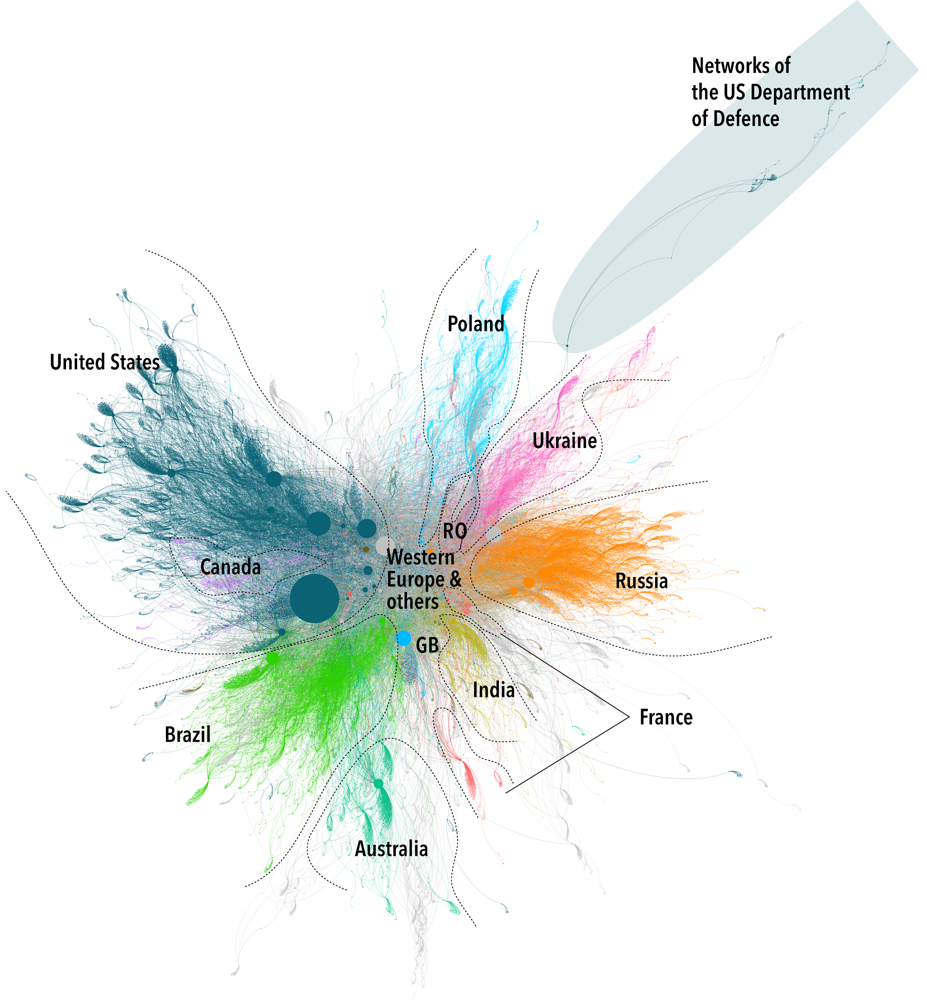 Networks of
the US Department
of Defence
Poland
United States
Ukraine
RO
Western
Europe &
others
Canada
Russia
GB
India
France
Brazil
Australia